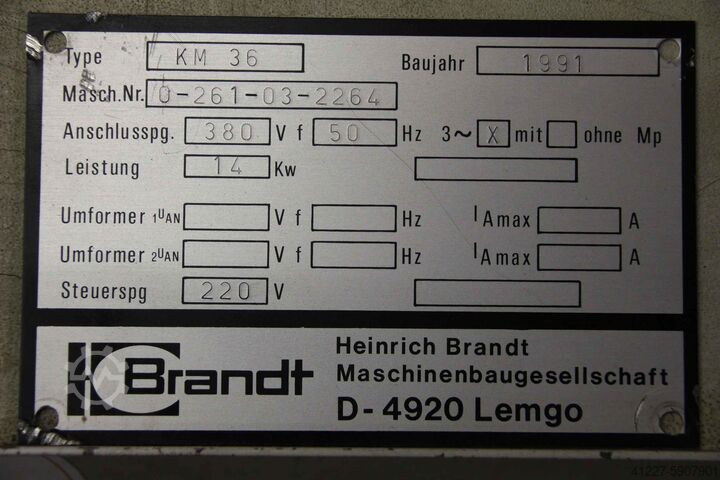 Type KM 36 Baujahr 1991
Masch.Nr. 0-261-03-2264
Anschlusspg. 380 V f 50 Hz 3~ X mit ohne Mp
Leistung 14 Kw
Umformer 1UAN V f Hz IAmax A
Umformer 2UAN V f Hz IAmax A
Steuerspg 220 V
Brandt
Heinrich Brandt
Maschinenbaugesellschaft
D-4920 Lemgo
41227-5907901